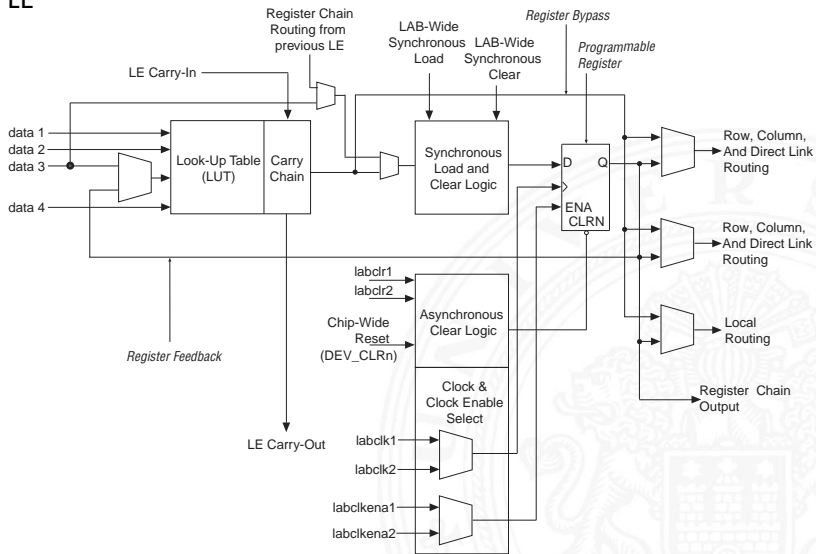 LE
Register Chain
Routing from
previous LE
LAB-Wide
Synchronous
Load
LAB-Wide
Synchronous
Clear
Register Bypass
Programmable
Register
LE Carry-In
data 1
data 2
data 3
data 4
Look-Up Table
(LUT)
Carry
Chain
Synchronous
Load and
Clear Logic
D
Q
ENA
CLRN
Row, Column,
And Direct Link
Routing
Row, Column,
And Direct Link
Routing
Local
Routing
Register Chain
Output
labclr1
labclr2
Chip-Wide
Reset
(DEV_CLRn)
Asynchronous
Clear Logic
Register Feedback
Clock &
Clock Enable
Select
LE Carry-Out
labclk1
labclk2
labclkena1
labclkena2